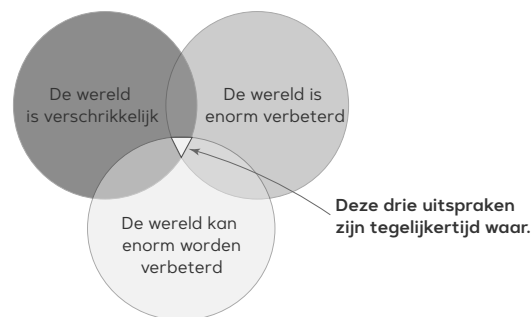 De wereld
is verschrikkelijk
De wereld is
enorm verbeterd
De wereld kan
enorm worden
verbeterd
Deze drie uitspraken
zijn tegelijkertijd waar.